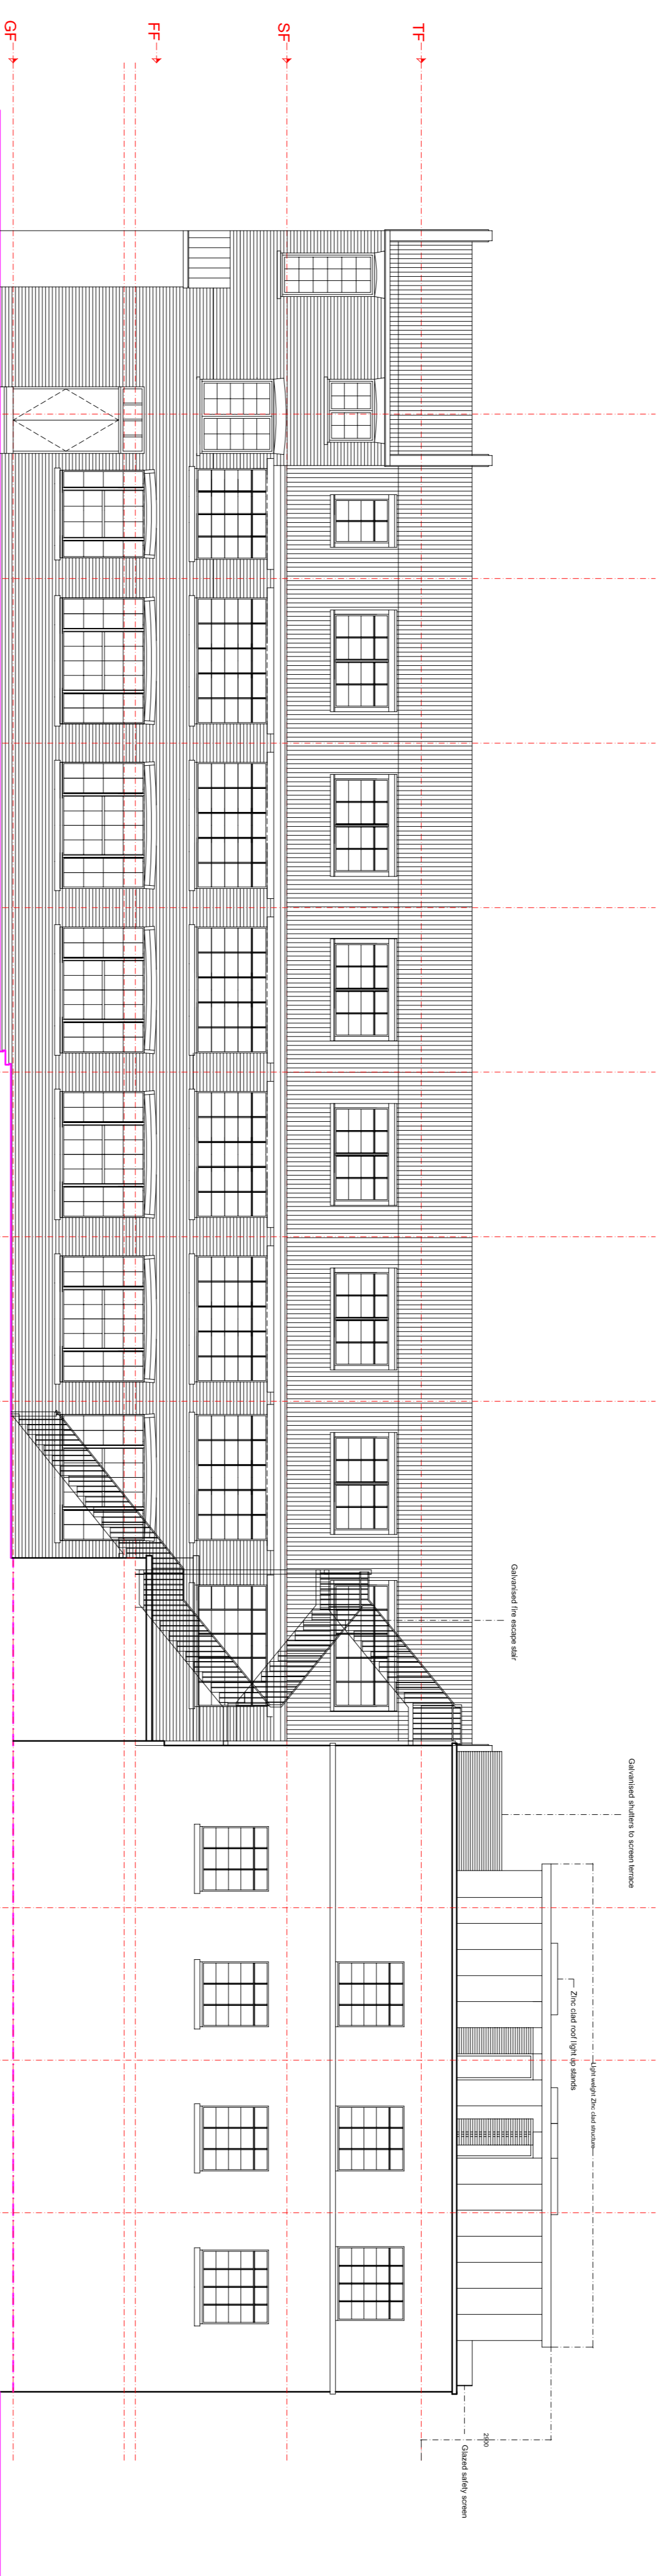 TF
SF
FF
GF
Galvanised fire escape stair
Galvanised shutters to screen terrace
Zinc clad roof light up stands
Light weight Zinc clad structure
2900
Glazed safety screen